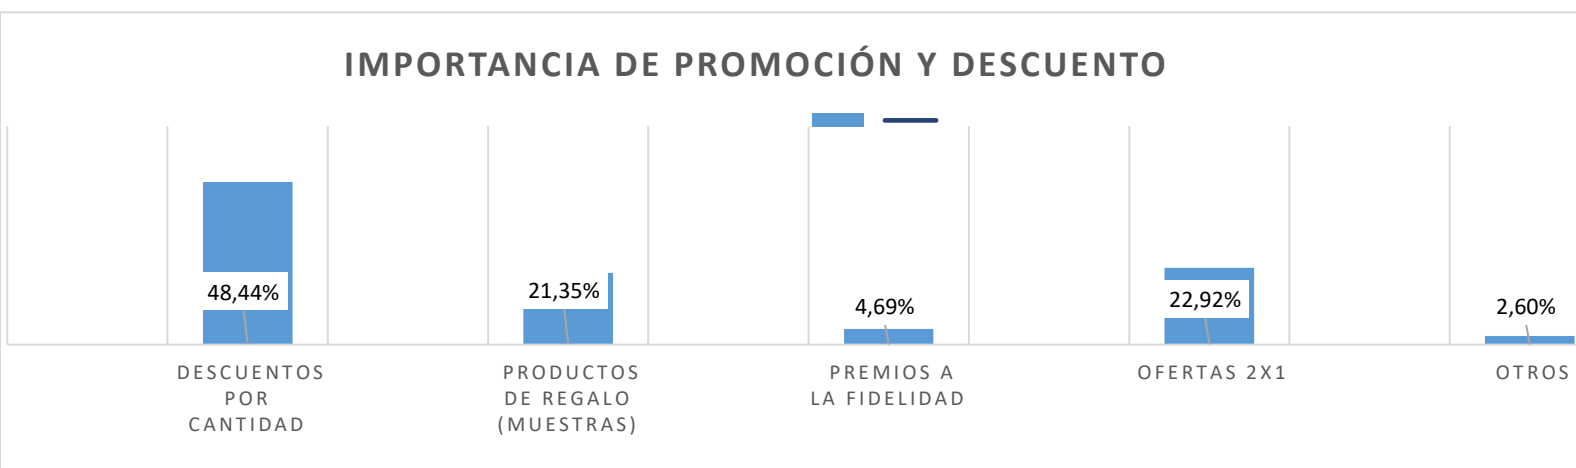 IMPORTANCIA DE PROMOCIÓN Y DESCUENTO
48,44%
21,35%
4,69%
22,92%
2,60%
DESCUENTOS
POR
CANTIDAD
PRODUCTOS
DE REGALO
(MUESTRAS)
PREMIOS A
LA FIDELIDAD
OFERTAS 2X1
OTROS